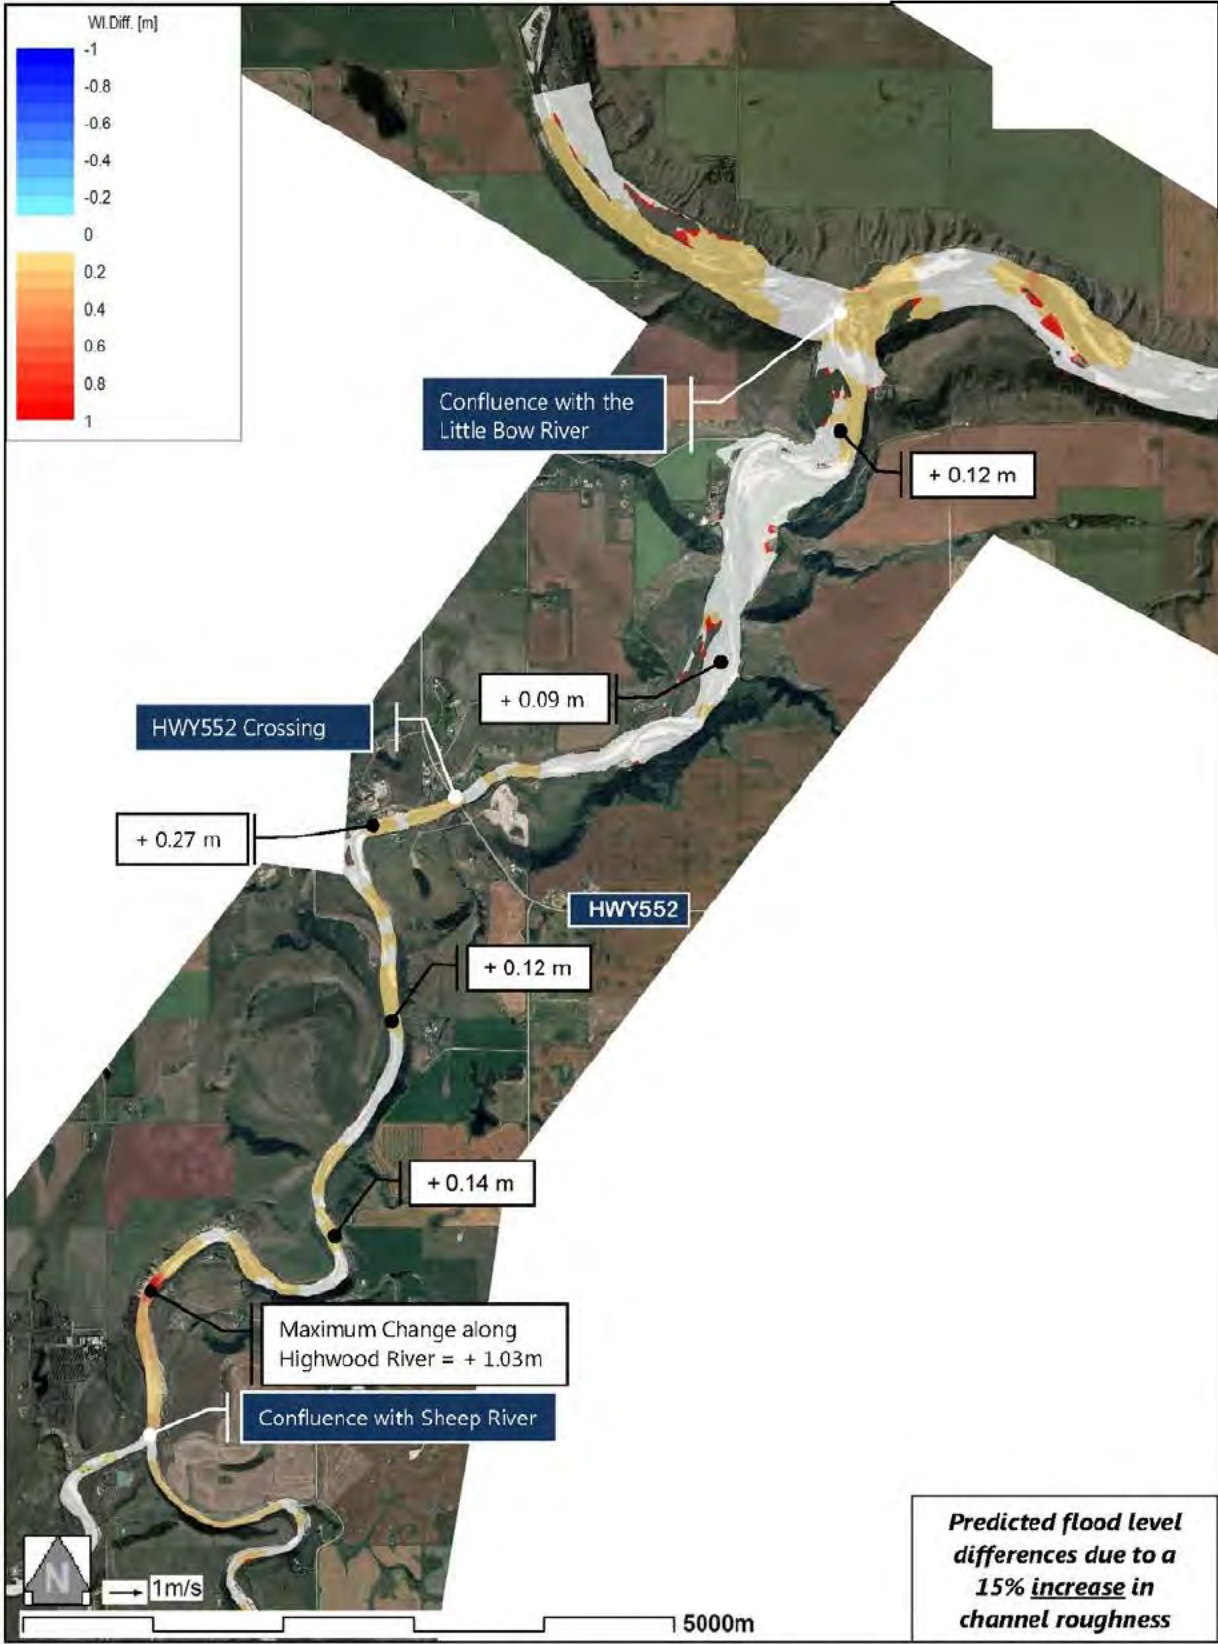 Wl.Diff. [m]
-1
-0.8
-0.6
-0.4
-0.2
0
0.2
0.4
0.6
0.8
1
Confluence with the
Little Bow River
+ 0.12 m
+ 0.09 m
HWY552 Crossing
+ 0.27 m
HWY552
+ 0.12 m
+ 0.14 m
Maximum Change along
Highwood River = + 1.03m
Confluence with Sheep River
N
1m/s
5000m
Predicted flood level
differences due to a
15% increase in
channel roughness